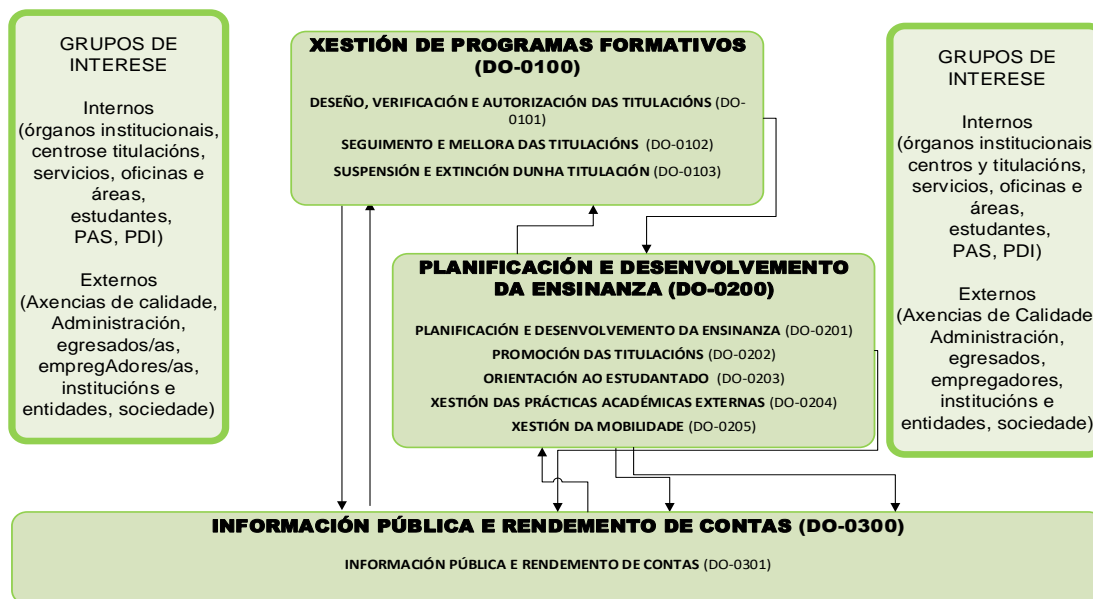 GRUPOS DE
INTERESE
Internos
(órganos institucionais,
centrose titulacións,
servicios, oficinas e
áreas,
estudantes,
PAS, PDI)
Externos
(Axencias de calidade,
Administración,
egresados/as,
empregAdores/as,
institucións e
entidades, sociedade)
XESTIÓN DE PROGRAMAS FORMATIVOS
(DO-0100)
DESEÑO, VERIFICACIÓN E AUTORIZACIÓN DAS TITULACIÓNS (DO-
0101)
SEGUIMENTO E MELLORA DAS TITULACIÓNS (DO-0102)
SUSPENSIÓN E EXTINCIÓN DUNHA TITULACIÓN (DO-0103)
PLANIFICACIÓN E DESENVOLVEMENTO
DA ENSINANZA (DO-0200)
PLANIFICACIÓN E DESENVOLVEMENTO DA ENSINANZA (DO-0201)
PROMOCIÓN DAS TITULACIÓNS (DO-0202)
ORIENTACIÓN AO ESTUDANTADO (DO-0203)
XESTIÓN DAS PRÁCTICAS ACADÉMICAS EXTERNAS (DO-0204)
XESTIÓN DA MOBILIDADE (DO-0205)
GRUPOS DE
INTERESE
Internos
(órganos institucionais
centros y titulacións,
servicios, oficinas e
áreas,
estudantes,
PAS, PDI)
Externos
(Axencias de Calidade
Administración,
egresados,
empregadores,
institucións e
entidades, sociedade)
INFORMACIÓN PÚBLICA E RENDEMENTO DE CONTAS (DO-0300)
INFORMACIÓN PÚBLICA E RENDEMENTO DE CONTAS (DO-0301)